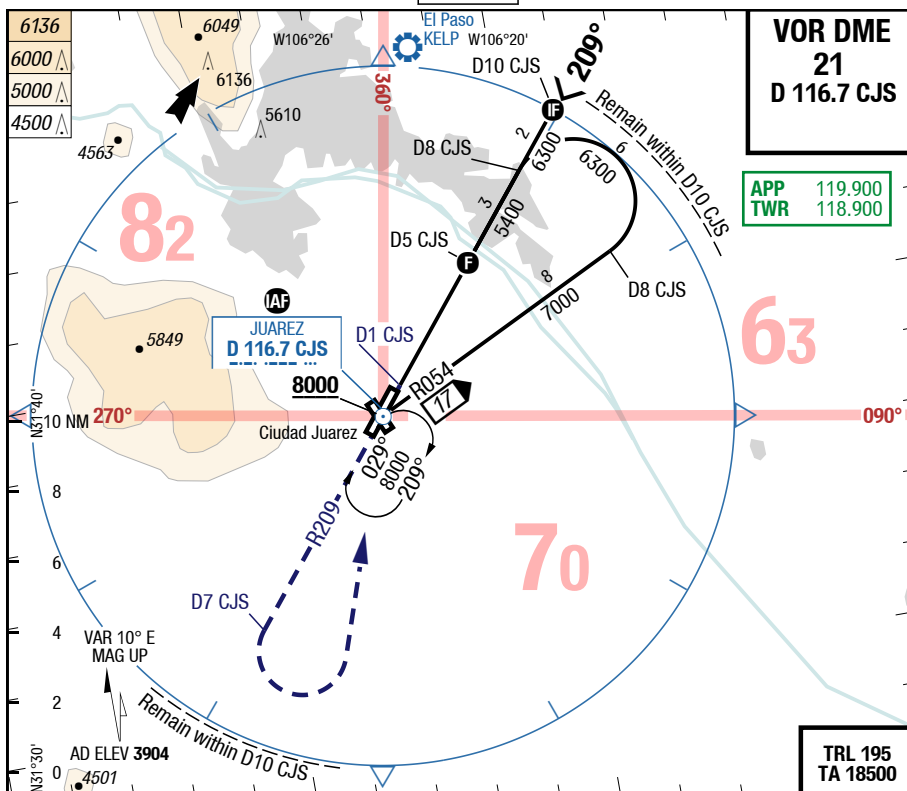 6136
6000
5000
4500
6049
6136
5610
4563
W106°26'
El Paso
KELP
W106°20'
D10 CJS
209°
IF
360°
VOR DME
21
D 116.7 CJS
Remain within D10 CJS
2
6300
6
6300
D8 CJS
APP 119.900
TWR 118.900
3
5400
82
D5 CJS
F
8
7000
D8 CJS
IAF
JUAREZ
D 116.7 CJS
D1 CJS
63
5849
8000
R054
17
N31°40'
10 NM
270°
090°
Ciudad Juarez
029°
8000
209°
8
R209
70
6
D7 CJS
4
VAR 10° E
MAG UP
2
Remain within D10 CJS
AD ELEV 3904
N31°30'
0
4501
TRL 195
TA 18500